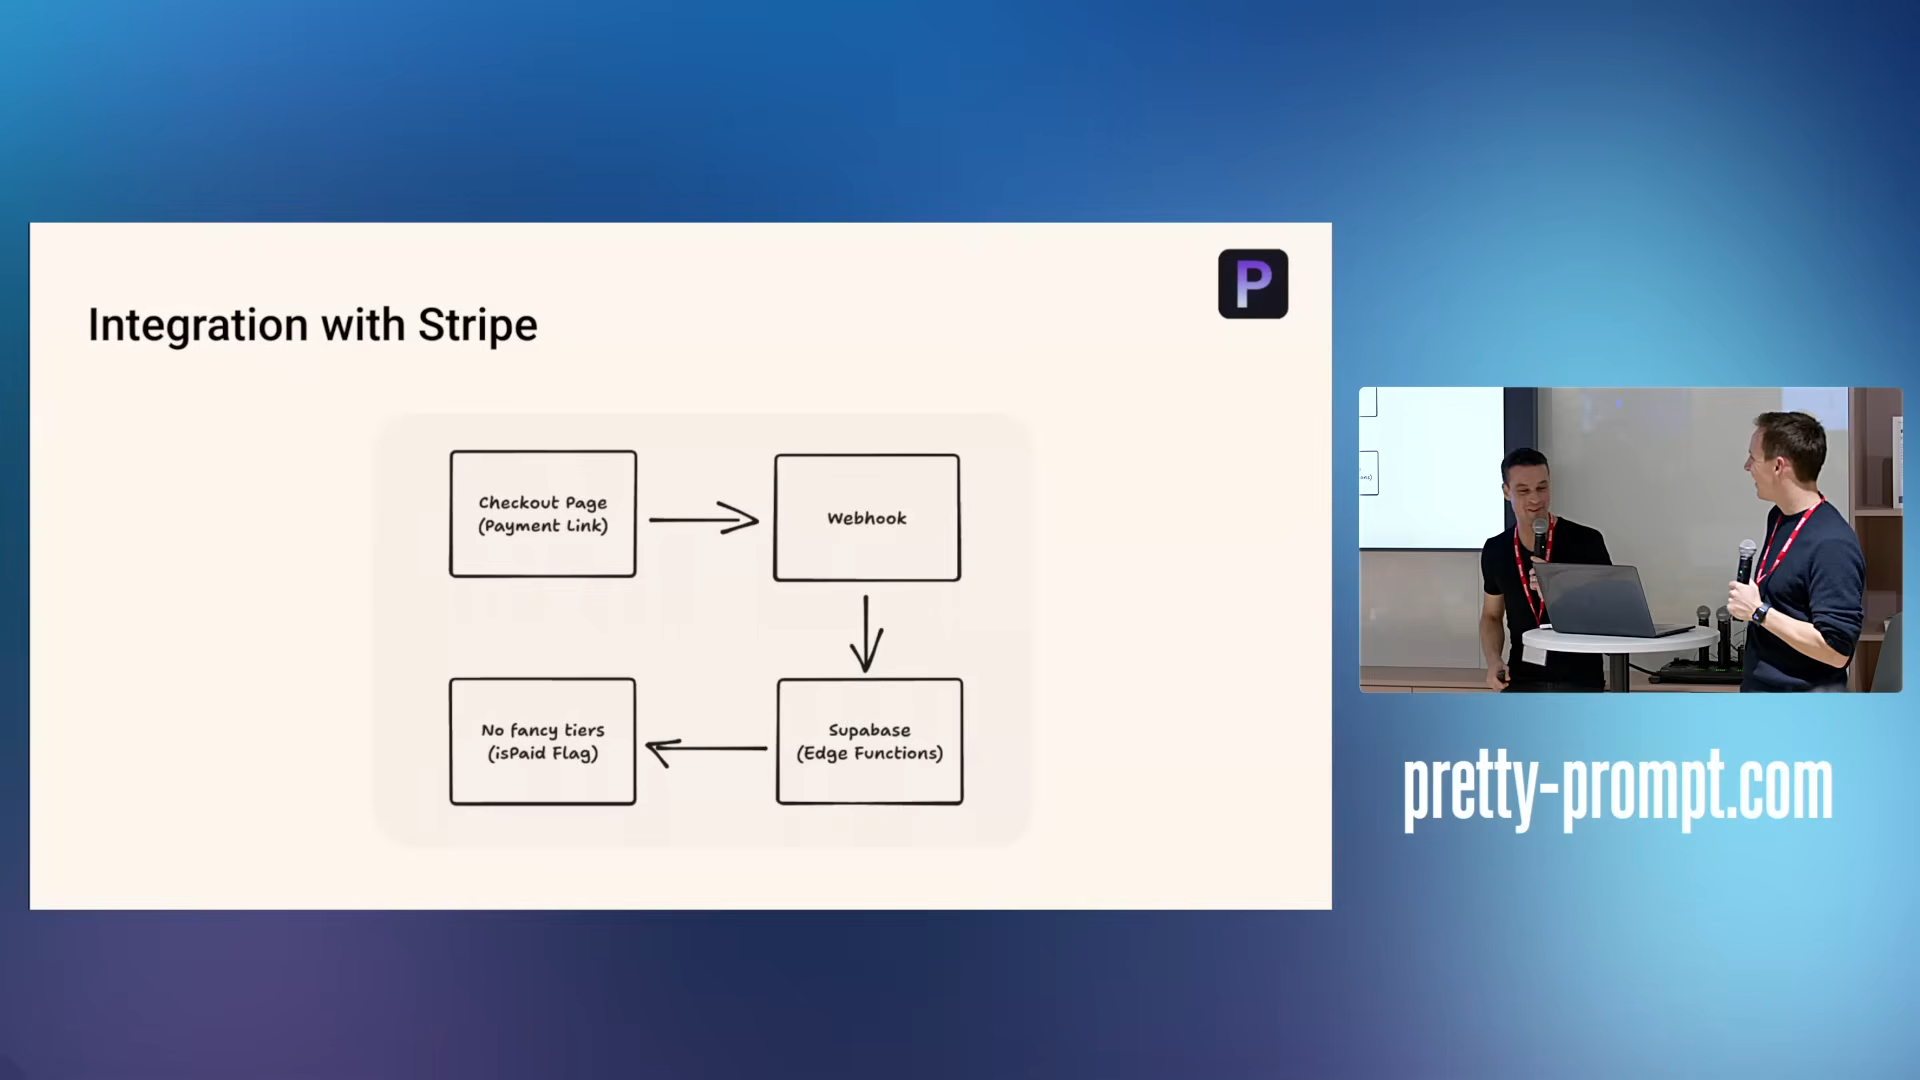 P
Integration with Stripe
Checkout Page
(Payment Link)
Webhook
No fancy tiers
(isPaid Flag)
Supabase
(Edge Functions)
pretty-prompt.com